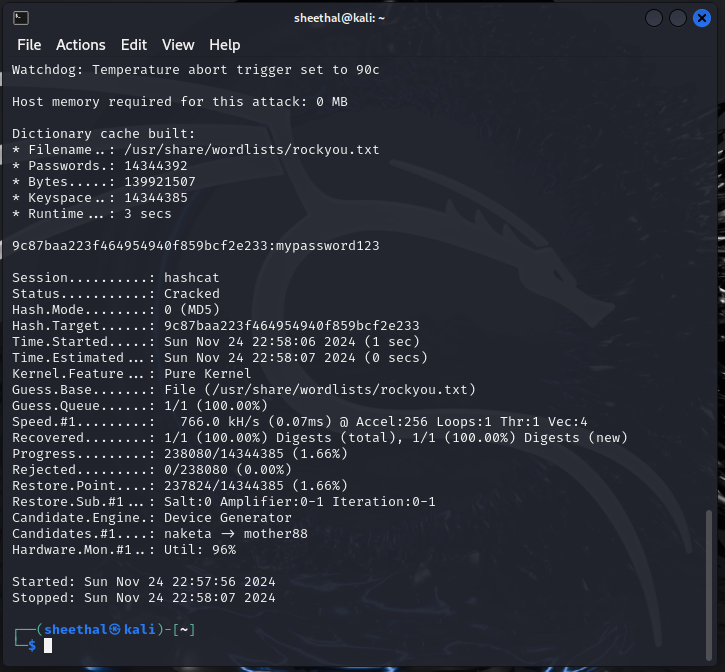 sheethal@kali: ~
File Actions Edit View Help
Watchdog: Temperature abort trigger set to 90c
Host memory required for this attack: 0 MB
Dictionary cache built:
* Filename..: /usr/share/wordlists/rockyou.txt
* Passwords.: 14344392
* Bytes.....: 139921507
* Keyspace..: 14344385
* Runtime...: 3 secs
9c87baa223f464954940f859bcf2e233:mypassword123
Session..........: hashcat
Status...........: Cracked
Hash.Mode........: 0 (MD5)
Hash.Target......: 9c87baa223f464954940f859bcf2e233
Time.Started.....: Sun Nov 24 22:58:06 2024 (1 sec)
Time.Estimated...: Sun Nov 24 22:58:07 2024 (0 secs)
Kernel.Feature...: Pure Kernel
Guess.Base.......: File (/usr/share/wordlists/rockyou.txt)
Guess.Queue......: 1/1 (100.00%)
Speed.#1.........:   766.0 kH/s (0.07ms) @ Accel:256 Loops:1 Thr:1 Vec:4
Recovered........: 1/1 (100.00%) Digests (total), 1/1 (100.00%) Digests (new)
Progress.........: 238080/14344385 (1.66%)
Rejected.........: 0/238080 (0.00%)
Restore.Point....: 237824/14344385 (1.66%)
Restore.Sub.#1...: Salt:0 Amplifier:0-1 Iteration:0-1
Candidate.Engine.: Device Generator
Candidates.#1....: naketa -> mother88
Hardware.Mon.#1..: Util: 96%
Started: Sun Nov 24 22:57:56 2024
Stopped: Sun Nov 24 22:58:07 2024
┌──(sheethal㉿kali)-[~]
└─$